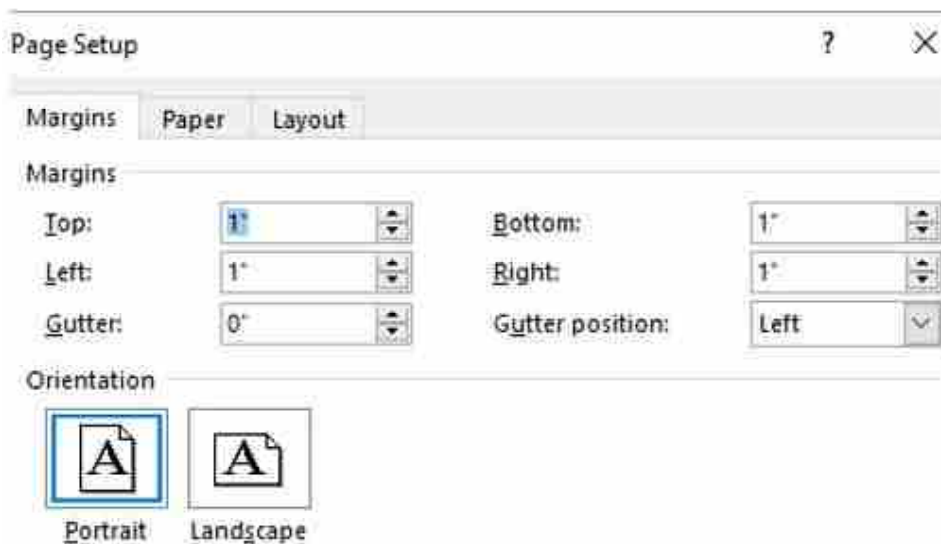 Page Setup ? X
Margins Paper Layout
Margins
Top: 1" Bottom: 1"
Left: 1" Right: 1"
Gutter: 0" Gutter position: Left
Orientation
A A
Portrait Landscape